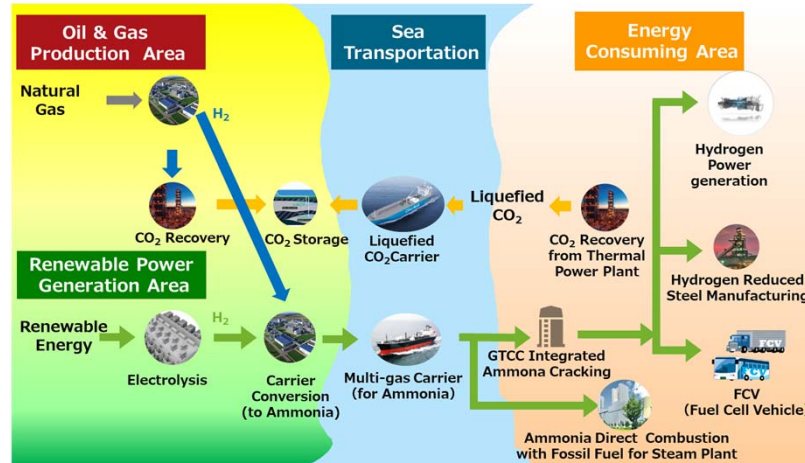 Oil & Gas
Production Area
Sea
Transportation
Energy
Consuming Area
Natural
Gas
H₂
Hydrogen
Power
generation
CO₂ Recovery
CO₂ Storage
Liquefied
CO₂Carrier
Liquefied
CO₂
CO₂ Recovery
from Thermal
Power Plant
Hydrogen Reduced
Steel Manufacturing
Renewable Power
Generation Area
Renewable
Energy
H₂
Electrolysis
Carrier
Conversion
(to Ammonia)
Multi-gas Carrier
(for Ammonia)
GTCC Integrated
Ammona Cracking
FCV
FCV
FCV
(Fuel Cell Vehicle)
Ammonia Direct Combustion
with Fossil Fuel for Steam Plant